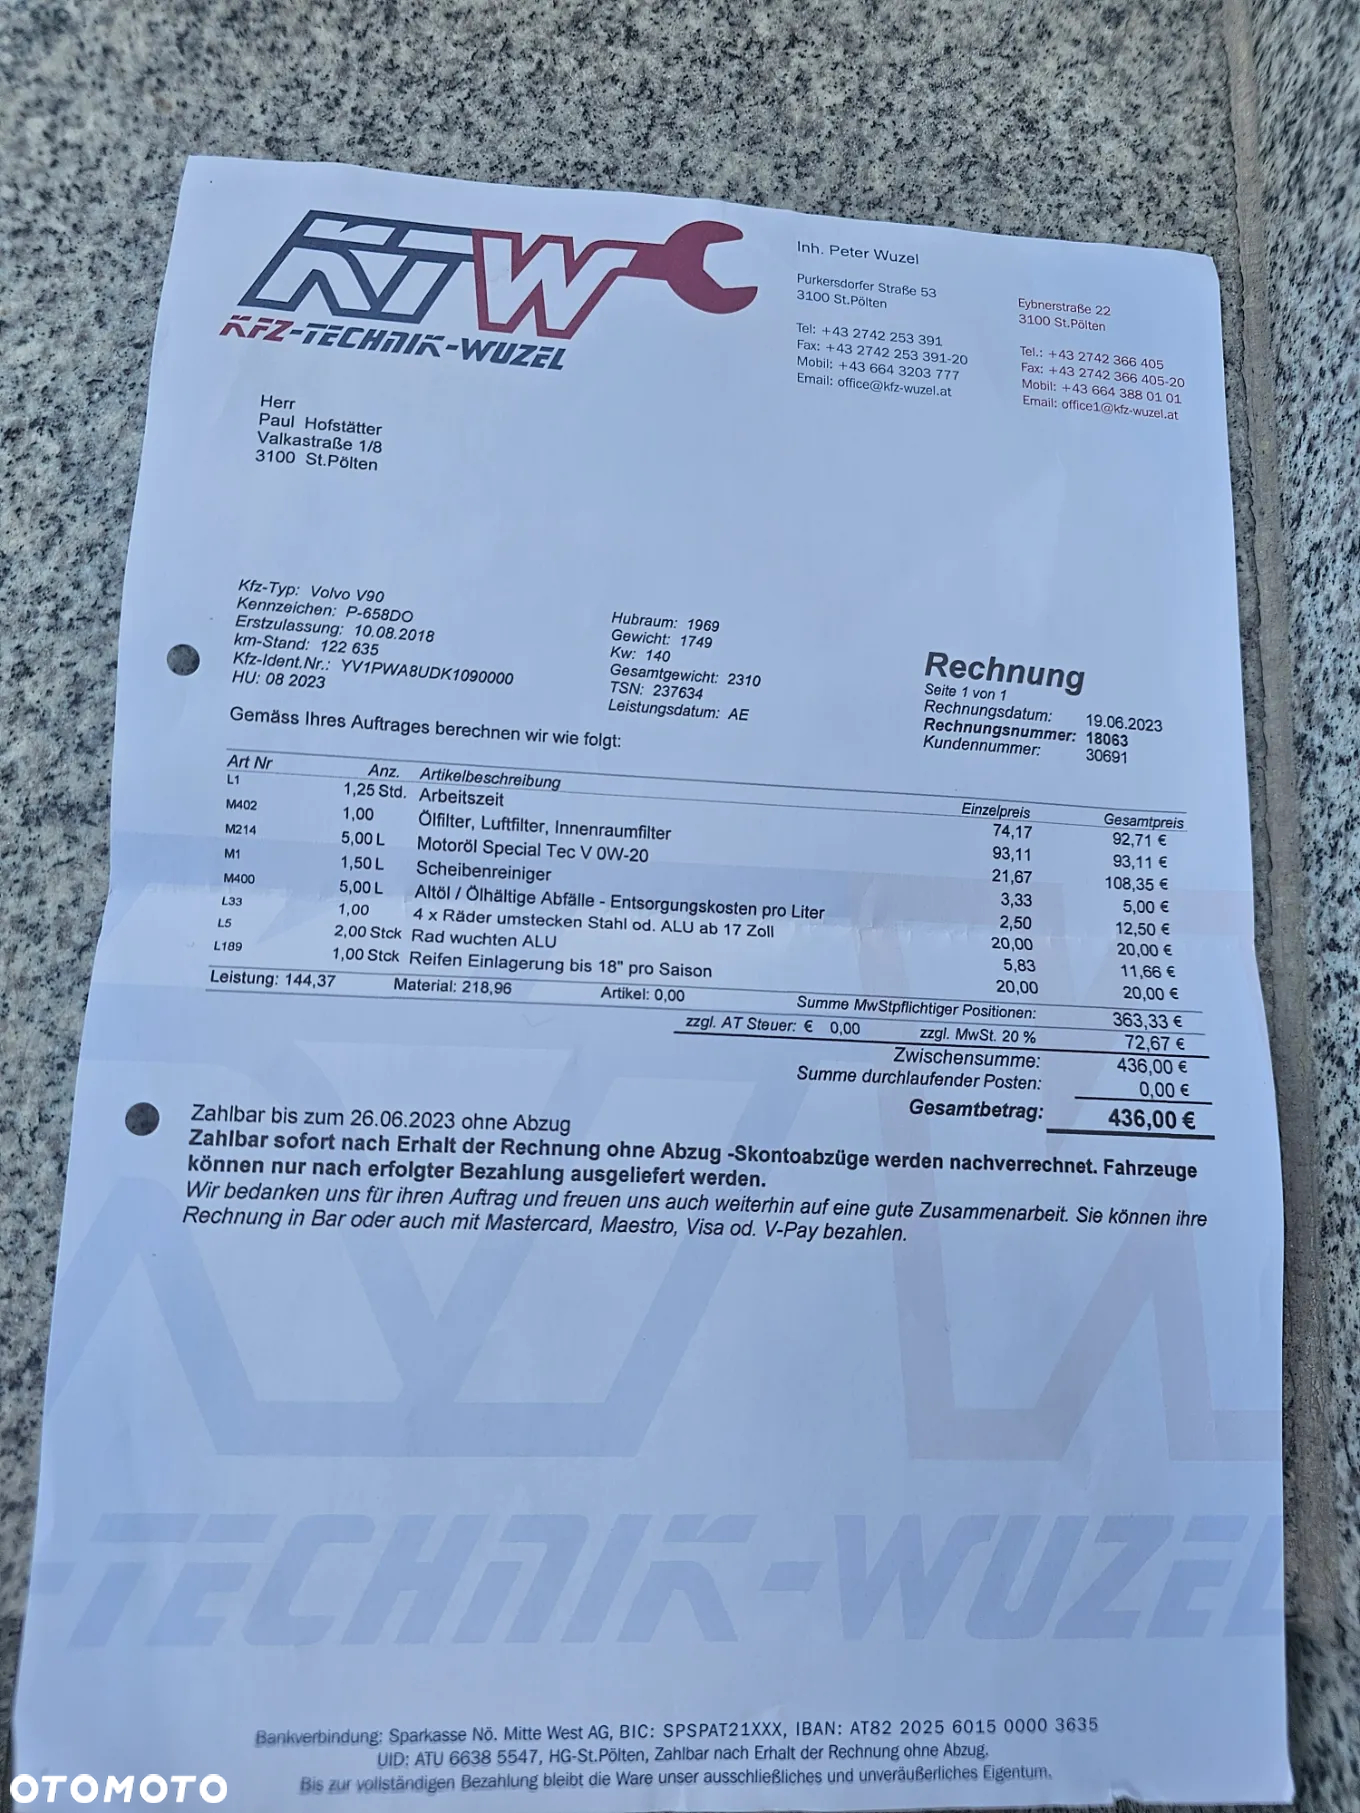 KTW
KFZ-TECHNIK-WUZEL
Inh. Peter Wuzel
Purkersdorfer Straße 53
3100 St.Pölten
Tel: +43 2742 253 391
Fax: +43 2742 253 391-20
Mobil: +43 664 3203 777
Email: office@kfz-wuzel.at
Eybnerstraße 22
3100 St.Pölten
Tel.: +43 2742 366 405
Fax: +43 2742 366 405-20
Mobil: +43 664 388 01 01
Email: office1@kfz-wuzel.at
Herr
Paul Hofstätter
Valkastraße 1/8
3100 St.Pölten
Kfz-Typ: Volvo V90
Kennzeichen: P-658DO
Erstzulassung: 10.08.2018
km-Stand: 122 635
Kfz-Ident.Nr.: YV1PWA8UDK1090000
HU: 08 2023
Hubraum: 1969
Gewicht: 1749
Kw: 140
Gesamtgewicht: 2310
TSN: 237634
Leistungsdatum: AE
Rechnung
Seite 1 von 1
Rechnungsdatum: 19.06.2023
Rechnungsnummer: 18063
Kundennummer: 30691
Gemäss Ihres Auftrages berechnen wir wie folgt:
Art Nr Anz. Artikelbeschreibung Einzelpreis Gesamtpreis
L1 1,25 Std. Arbeitszeit 74,17 92,71 €
M402 1,00 Ölfilter, Luftfilter, Innenraumfilter 93,11 93,11 €
M214 5,00 L Motoröl Special Tec V 0W-20 21,67 108,35 €
M1 1,50 L Scheibenreiniger 3,33 5,00 €
M400 5,00 L Altöl / Ölhältige Abfälle - Entsorgungskosten pro Liter 2,50 12,50 €
L33 1,00 4 x Räder umstecken Stahl od. ALU ab 17 Zoll 20,00 20,00 €
L5 2,00 Stck Rad wuchten ALU 5,83 11,66 €
L189 1,00 Stck Reifen Einlagerung bis 18" pro Saison 20,00 20,00 €
Leistung: 144,37 Material: 218,96 Artikel: 0,00 Summe MwStpflichtiger Positionen: 363,33 €
zzgl. AT Steuer: € 0,00 zzgl. MwSt. 20 % 72,67 €
Zwischensumme: 436,00 €
Summe durchlaufender Posten: 0,00 €
Gesamtbetrag: 436,00 €
Zahlbar bis zum 26.06.2023 ohne Abzug
Zahlbar sofort nach Erhalt der Rechnung ohne Abzug -Skontoabzüge werden nachverrechnet. Fahrzeuge
können nur nach erfolgter Bezahlung ausgeliefert werden.
Wir bedanken uns für ihren Auftrag und freuen uns auch weiterhin auf eine gute Zusammenarbeit. Sie können ihre
Rechnung in Bar oder auch mit Mastercard, Maestro, Visa od. V-Pay bezahlen.
-TECHNIK-WUZEL
Bankverbindung: Sparkasse Nö. Mitte West AG, BIC: SPSPAT21XXX, IBAN: AT82 2025 6015 0000 3635
UID: ATU 6638 5547, HG-St.Pölten, Zahlbar nach Erhalt der Rechnung ohne Abzug.
Bis zur vollständigen Bezahlung bleibt die Ware unser ausschließliches und unveräußerliches Eigentum.
OTOMOTO